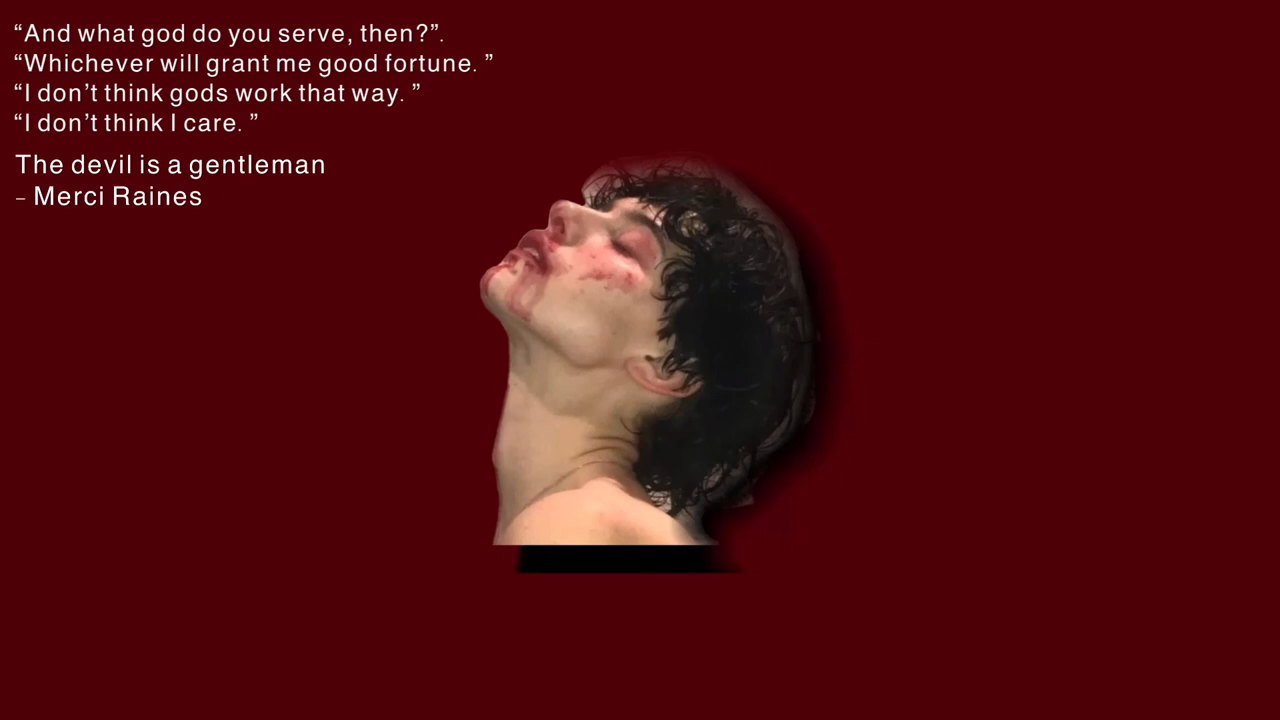 “And what god do you serve, then?”.
“Whichever will grant me good fortune. ”
“I don’t think gods work that way. ”
“I don’t think I care. ”
The devil is a gentleman
– Merci Raines